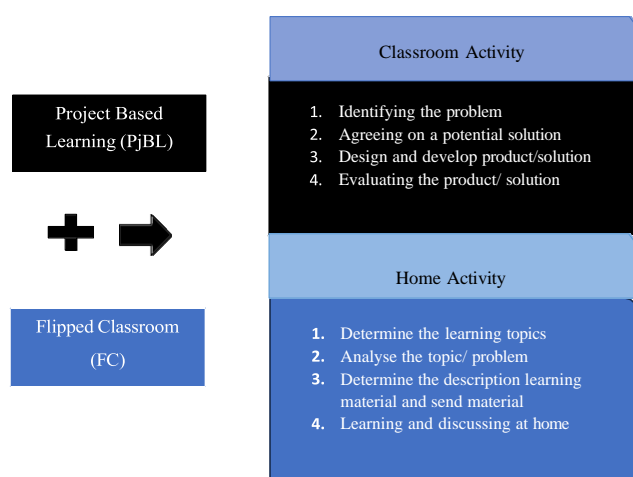 Classroom Activity
Project Based
Learning (PjBL)
1. Identifying the problem
2. Agreeing on a potential solution
3. Design and develop product/solution
4. Evaluating the product/ solution
Home Activity
Flipped Classroom
(FC)
1. Determine the learning topics
2. Analyse the topic/ problem
3. Determine the description learning
material and send material
4. Learning and discussing at home